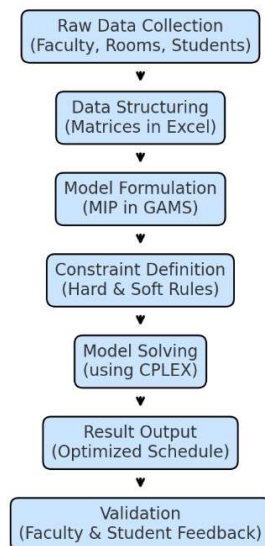 Raw Data Collection
(Faculty, Rooms, Students)
Data Structuring
(Matrices in Excel)
Model Formulation
(MIP in GAMS)
Constraint Definition
(Hard & Soft Rules)
Model Solving
(using CPLEX)
Result Output
(Optimized Schedule)
Validation
(Faculty & Student Feedback)